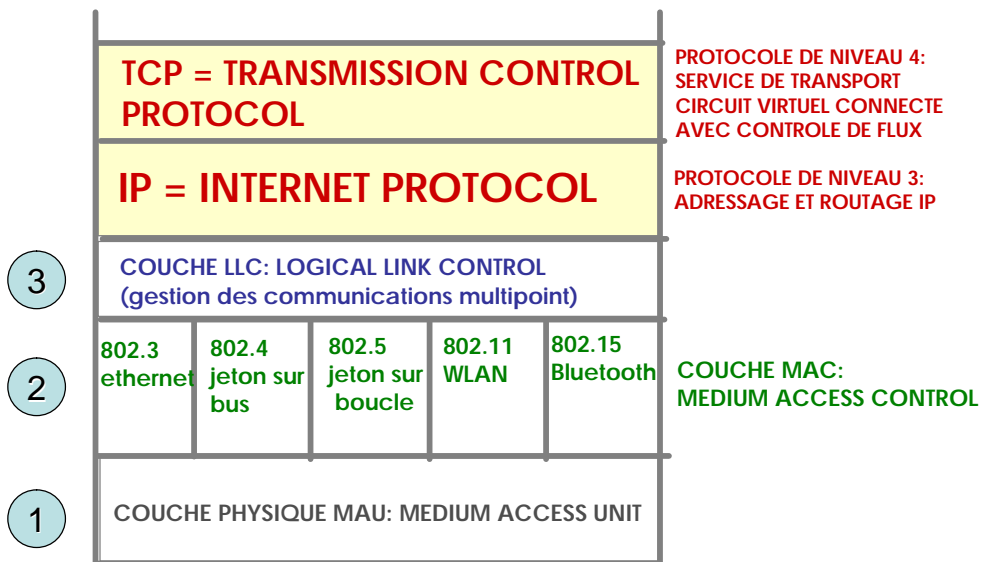 TCP = TRANSMISSION CONTROL
PROTOCOL
PROTOCOLE DE NIVEAU 4:
SERVICE DE TRANSPORT
CIRCUIT VIRTUEL CONNECTE
AVEC CONTROLE DE FLUX
IP = INTERNET PROTOCOL
PROTOCOLE DE NIVEAU 3:
ADRESSAGE ET ROUTAGE IP
3
COUCHE LLC: LOGICAL LINK CONTROL
(gestion des communications multipoint)
2
802.3
ethernet
802.4
jeton sur
bus
802.5
jeton sur
boucle
802.11
WLAN
802.15
Bluetooth
COUCHE MAC:
MEDIUM ACCESS CONTROL
1
COUCHE PHYSIQUE MAU: MEDIUM ACCESS UNIT